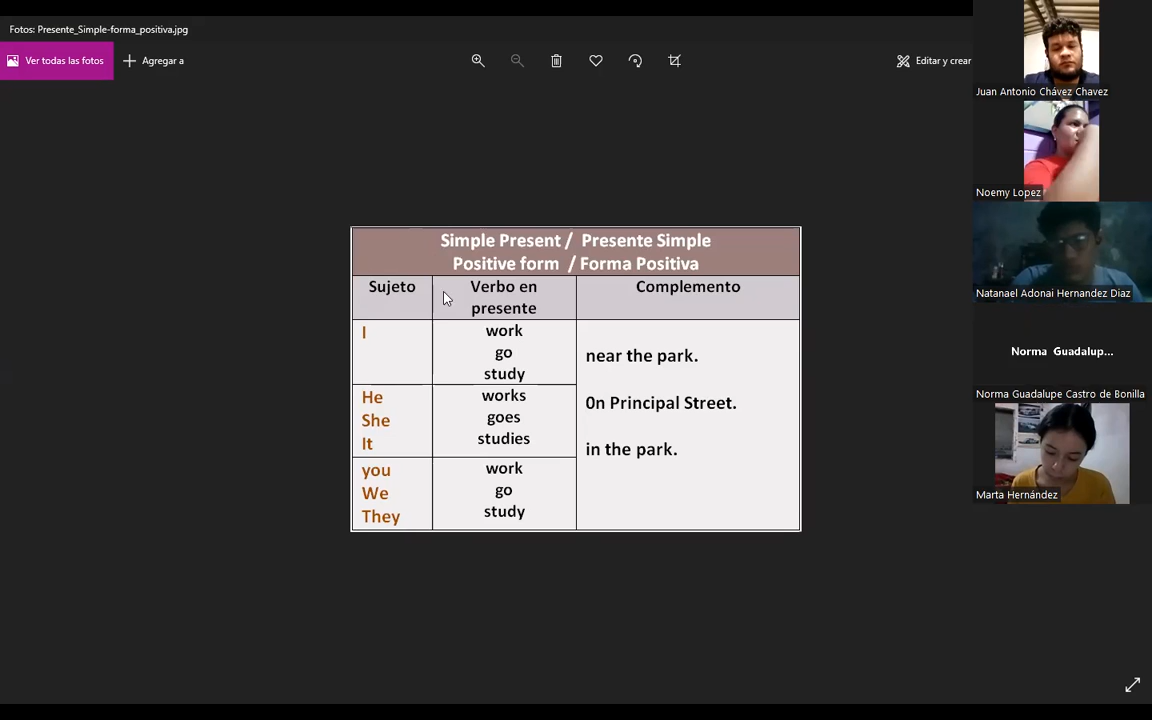 Fotos: Presente_Simple-forma_positiva.jpg
Ver todas las fotos
Agregar a
Editar y crear
Simple Present / Presente Simple
Positive form / Forma Positiva
Sujeto
Verbo en
presente
Complemento
I
work
go
study
near the park.
0n Principal Street.
in the park.
He
She
It
works
goes
studies
you
We
They
work
go
study
Juan Antonio Chávez Chavez
Noemy Lopez
Natanael Adonai Hernandez Diaz
Norma Guadalup...
Norma Guadalupe Castro de Bonilla
Marta Hernández